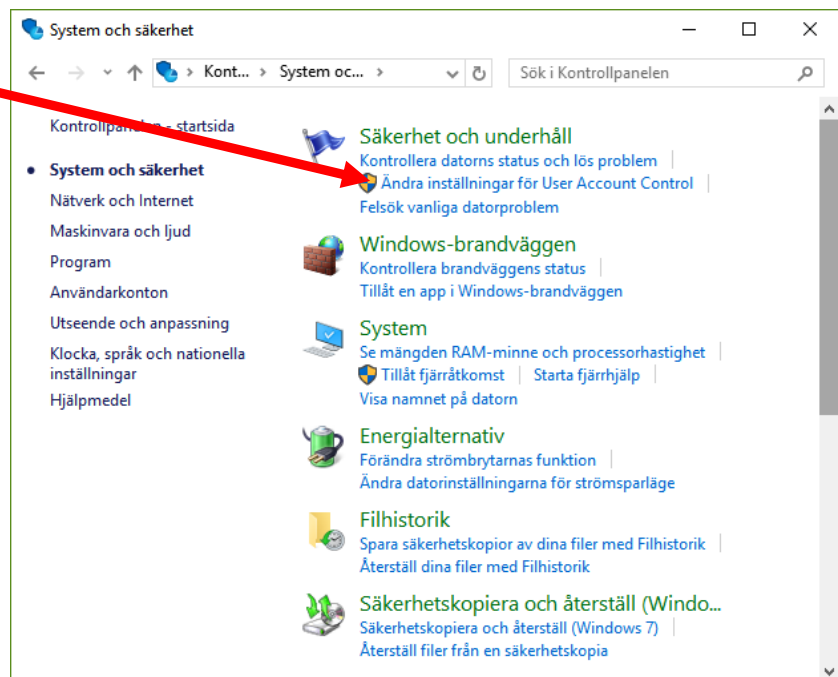 System och säkerhet
Kont... > System oc... >
Sök i Kontrollpanelen
Kontrollpanelen - startsida
System och säkerhet
Nätverk och Internet
Maskinvara och ljud
Program
Användarkonton
Utseende och anpassning
Klocka, språk och nationella
inställningar
Hjälpmedel
Säkerhet och underhåll
Kontrollera datorns status och lös problem
Ändra inställningar för User Account Control
Felsök vanliga datorproblem
Windows-brandväggen
Kontrollera brandväggens status
Tillåt en app i Windows-brandväggen
System
Se mängden RAM-minne och processorhastighet
Tillåt fjärråtkomst | Starta fjärrhjälp
Visa namnet på datorn
Energialternativ
Förändra strömbrytarnas funktion
Ändra datorinställningarna för strömsparläge
Filhistorik
Spara säkerhetskopior av dina filer med Filhistorik
Återställ dina filer med Filhistorik
Säkerhetskopiera och återställ (Windo...
Säkerhetskopiera och återställ (Windows 7)
Återställ filer från en säkerhetskopia